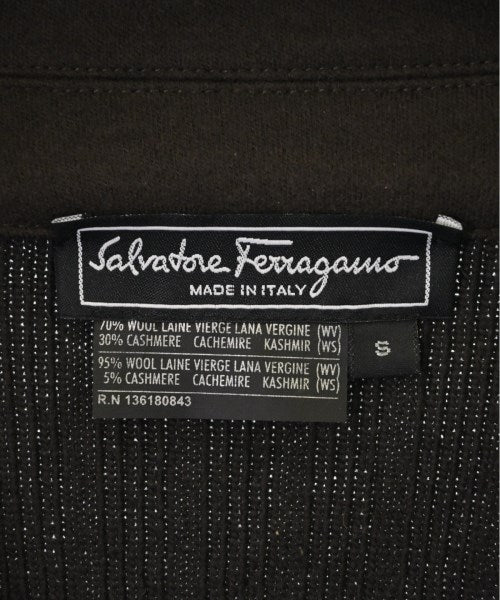 Salvatore Ferragamo
MADE IN ITALY
70% WOOL LAINE VIERGE LANA VERGINE (WV)
30% CASHMERE CACHEMIRE KASHMIR (WS)
95% WOOL LAINE VIERGE LANA VERGINE (WV)
5% CASHMERE CACHEMIRE KASHMIR (WS)
R.N 136180843
S